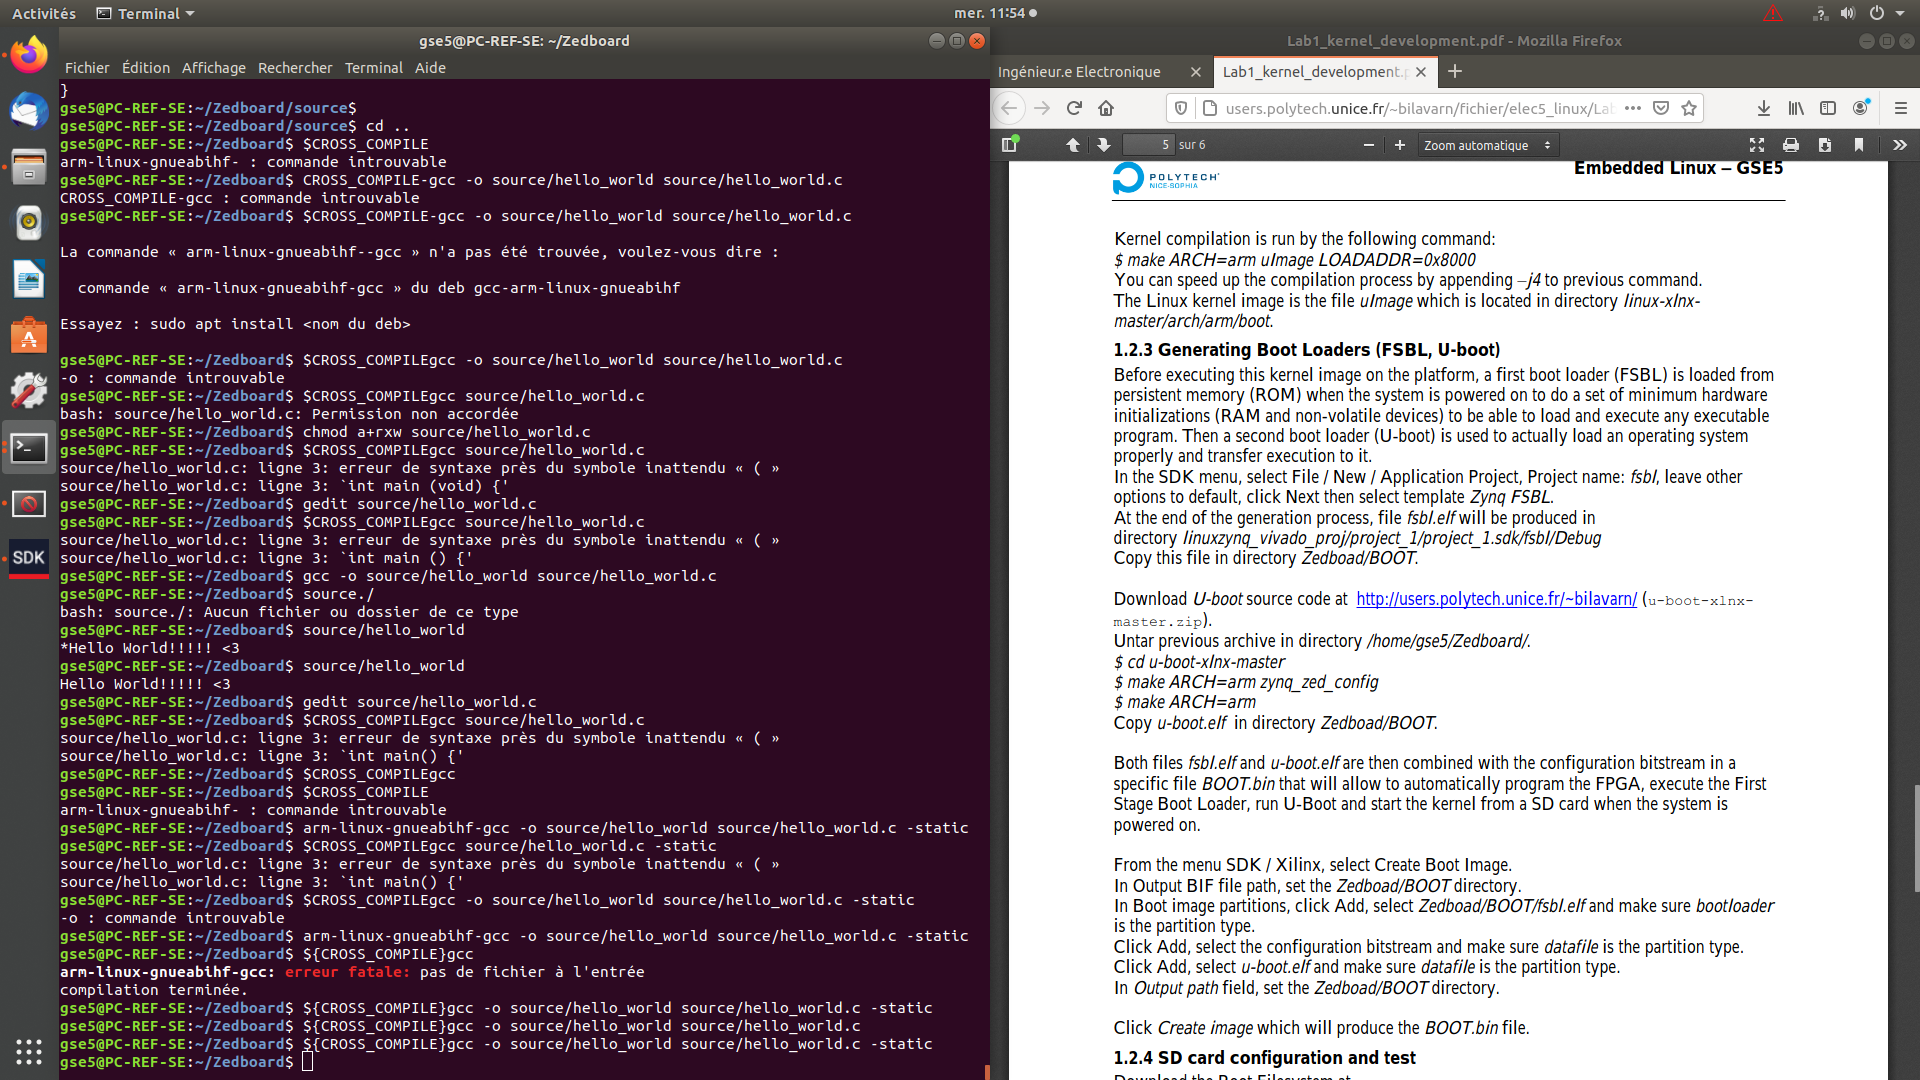 Activités
Terminal
mer. 11:54
gse5@PC-REF-SE: ~/Zedboard
Fichier Édition Affichage Rechercher Terminal Aide
}
gse5@PC-REF-SE:~/Zedboard/source$
gse5@PC-REF-SE:~/Zedboard/source$ cd ..
gse5@PC-REF-SE:~/Zedboard$ $CROSS_COMPILE
arm-linux-gnueabihf- : commande introuvable
gse5@PC-REF-SE:~/Zedboard$ CROSS_COMPILE-gcc -o source/hello_world source/hello_world.c
CROSS_COMPILE-gcc : commande introuvable
gse5@PC-REF-SE:~/Zedboard$ $CROSS_COMPILE-gcc -o source/hello_world source/hello_world.c
La commande « arm-linux-gnueabihf--gcc » n'a pas été trouvée, voulez-vous dire :
commande « arm-linux-gnueabihf-gcc » du deb gcc-arm-linux-gnueabihf
Essayez : sudo apt install <nom du deb>
gse5@PC-REF-SE:~/Zedboard$ $CROSS_COMPILEgcc -o source/hello_world source/hello_world.c
-o : commande introuvable
gse5@PC-REF-SE:~/Zedboard$ $CROSS_COMPILEgcc source/hello_world.c
bash: source/hello_world.c: Permission non accordée
gse5@PC-REF-SE:~/Zedboard$ chmod a+rxw source/hello_world.c
gse5@PC-REF-SE:~/Zedboard$ $CROSS_COMPILEgcc source/hello_world.c
source/hello_world.c: ligne 3: erreur de syntaxe près du symbole inattendu « ( »
source/hello_world.c: ligne 3: `int main (void) {'
gse5@PC-REF-SE:~/Zedboard$ gedit source/hello_world.c
gse5@PC-REF-SE:~/Zedboard$ $CROSS_COMPILEgcc source/hello_world.c
source/hello_world.c: ligne 3: erreur de syntaxe près du symbole inattendu « ( »
source/hello_world.c: ligne 3: `int main () {'
gse5@PC-REF-SE:~/Zedboard$ gcc -o source/hello_world source/hello_world.c
gse5@PC-REF-SE:~/Zedboard$ source./
bash: source./: Aucun fichier ou dossier de ce type
gse5@PC-REF-SE:~/Zedboard$ source/hello_world
*Hello World!!!!! <3
gse5@PC-REF-SE:~/Zedboard$ source/hello_world
Hello World!!!!! <3
gse5@PC-REF-SE:~/Zedboard$ gedit source/hello_world.c
gse5@PC-REF-SE:~/Zedboard$ $CROSS_COMPILEgcc source/hello_world.c
source/hello_world.c: ligne 3: erreur de syntaxe près du symbole inattendu « ( »
source/hello_world.c: ligne 3: `int main() {'
gse5@PC-REF-SE:~/Zedboard$ $CROSS_COMPILEgcc
gse5@PC-REF-SE:~/Zedboard$ $CROSS_COMPILE
arm-linux-gnueabihf- : commande introuvable
gse5@PC-REF-SE:~/Zedboard$ arm-linux-gnueabihf-gcc -o source/hello_world source/hello_world.c -static
gse5@PC-REF-SE:~/Zedboard$ $CROSS_COMPILEgcc source/hello_world.c -static
source/hello_world.c: ligne 3: erreur de syntaxe près du symbole inattendu « ( »
source/hello_world.c: ligne 3: `int main() {'
gse5@PC-REF-SE:~/Zedboard$ $CROSS_COMPILEgcc -o source/hello_world source/hello_world.c -static
-o : commande introuvable
gse5@PC-REF-SE:~/Zedboard$ arm-linux-gnueabihf-gcc -o source/hello_world source/hello_world.c -static
gse5@PC-REF-SE:~/Zedboard$ ${CROSS_COMPILE}gcc
arm-linux-gnueabihf-gcc: erreur fatale: pas de fichier à l'entrée
compilation terminée.
gse5@PC-REF-SE:~/Zedboard$ ${CROSS_COMPILE}gcc -o source/hello_world source/hello_world.c -static
gse5@PC-REF-SE:~/Zedboard$ ${CROSS_COMPILE}gcc -o source/hello_world source/hello_world.c
gse5@PC-REF-SE:~/Zedboard$ ${CROSS_COMPILE}gcc -o source/hello_world source/hello_world.c -static
gse5@PC-REF-SE:~/Zedboard$
SDK
Lab1_kernel_development.pdf - Mozilla Firefox
Ingénieur.e Electronique
Lab1_kernel_development.p
users.polytech.unice.fr/~bilavarn/fichier/elec5_linux/La
5 sur 6
Zoom automatique
POLYTECH'
NICE-SOPHIA
Embedded Linux – GSE5
Kernel compilation is run by the following command:
$ make ARCH=arm uImage LOADADDR=0x8000
You can speed up the compilation process by appending –j4 to previous command.
The Linux kernel image is the file uImage which is located in directory linux-xlnx-
master/arch/arm/boot.
1.2.3 Generating Boot Loaders (FSBL, U-boot)
Before executing this kernel image on the platform, a first boot loader (FSBL) is loaded from
persistent memory (ROM) when the system is powered on to do a set of minimum hardware
initializations (RAM and non-volatile devices) to be able to load and execute any executable
program. Then a second boot loader (U-boot) is used to actually load an operating system
properly and transfer execution to it.
In the SDK menu, select File / New / Application Project, Project name: fsbl, leave other
options to default, click Next then select template Zynq FSBL.
At the end of the generation process, file fsbl.elf will be produced in
directory linuxzynq_vivado_proj/project_1/project_1.sdk/fsbl/Debug
Copy this file in directory Zedboad/BOOT.
Download U-boot source code at http://users.polytech.unice.fr/~bilavarn/ (u-boot-xlnx-
master.zip).
Untar previous archive in directory /home/gse5/Zedboard/.
$ cd u-boot-xlnx-master
$ make ARCH=arm zynq_zed_config
$ make ARCH=arm
Copy u-boot.elf in directory Zedboad/BOOT.
Both files fsbl.elf and u-boot.elf are then combined with the configuration bitstream in a
specific file BOOT.bin that will allow to automatically program the FPGA, execute the First
Stage Boot Loader, run U-Boot and start the kernel from a SD card when the system is
powered on.
From the menu SDK / Xilinx, select Create Boot Image.
In Output BIF file path, set the Zedboad/BOOT directory.
In Boot image partitions, click Add, select Zedboad/BOOT/fsbl.elf and make sure bootloader
is the partition type.
Click Add, select the configuration bitstream and make sure datafile is the partition type.
Click Add, select u-boot.elf and make sure datafile is the partition type.
In Output path field, set the Zedboad/BOOT directory.
Click Create image which will produce the BOOT.bin file.
1.2.4 SD card configuration and test
Download the Boot Filesystem at